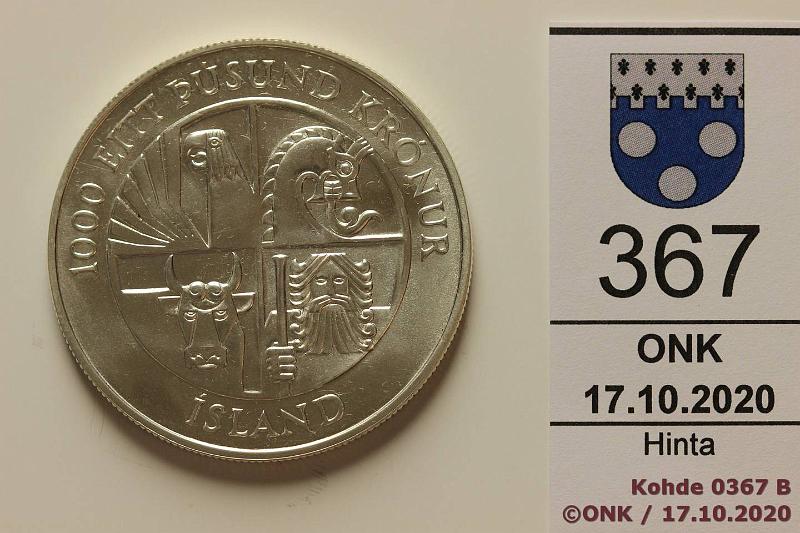 1000 EITT ÞÚSUND KRÓNUR
ÍSLAND
367
ONK
17.10.2020
Hinta
Kohde 0367 B
©ONK / 17.10.2020